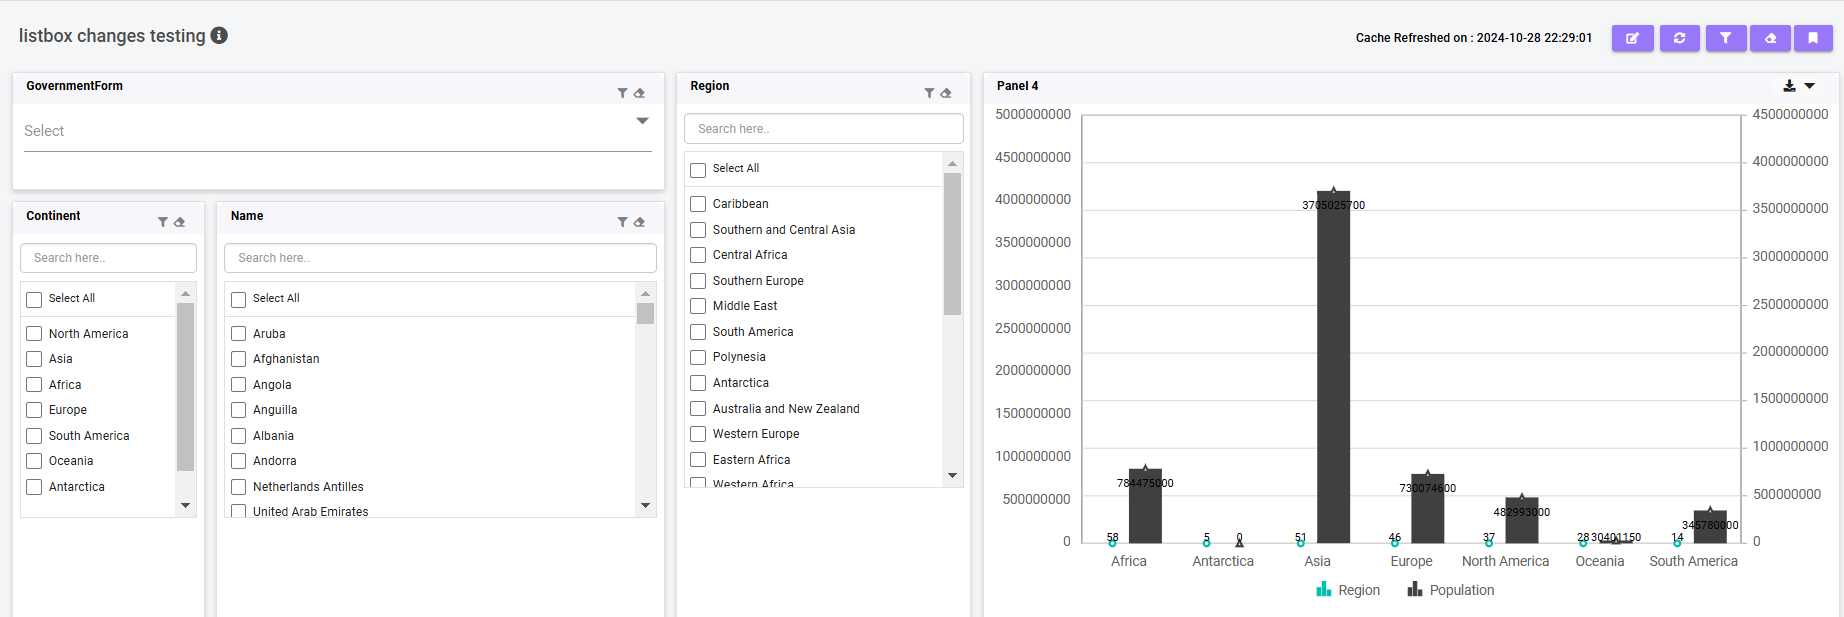 listbox changes testing
Cache Refreshed on : 2024-10-28 22:29:01
GovernmentForm
Select
Continent
Search here..
Select All
North America
Asia
Africa
Europe
South America
Oceania
Antarctica
Name
Search here..
Select All
Aruba
Afghanistan
Angola
Anguilla
Albania
Andorra
Netherlands Antilles
United Arab Emirates
Region
Search here..
Select All
Caribbean
Southern and Central Asia
Central Africa
Southern Europe
Middle East
South America
Polynesia
Antarctica
Australia and New Zealand
Western Europe
Eastern Africa
Western Africa
Panel 4
5000000000
4500000000
4000000000
3500000000
3000000000
2500000000
2000000000
1500000000
1000000000
500000000
0
4500000000
4000000000
3500000000
3000000000
2500000000
2000000000
1500000000
1000000000
500000000
0
58 784475000
5 0
51 3705025700
46 730074600
37 482993000
28 30401150
14 345780000
Africa Antarctica Asia Europe North America Oceania South America
Region Population